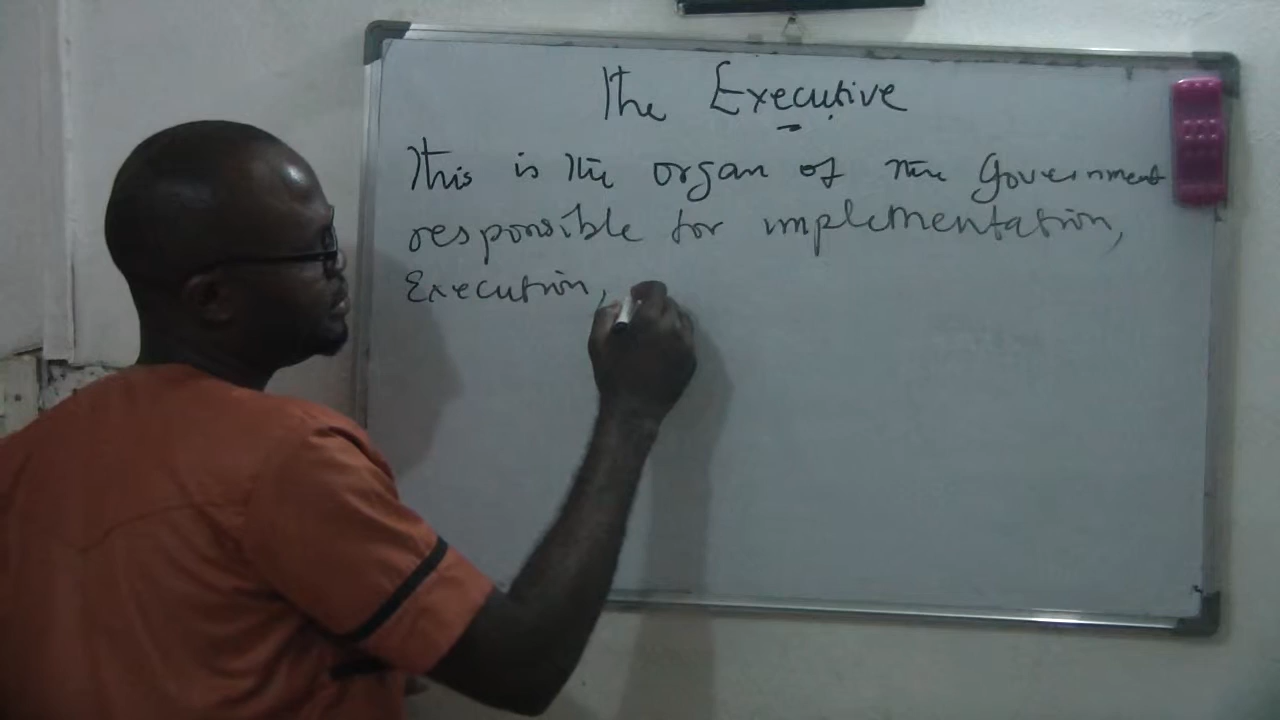 The Executive
This is the organ of the Government
responsible for implementation,
Execution,